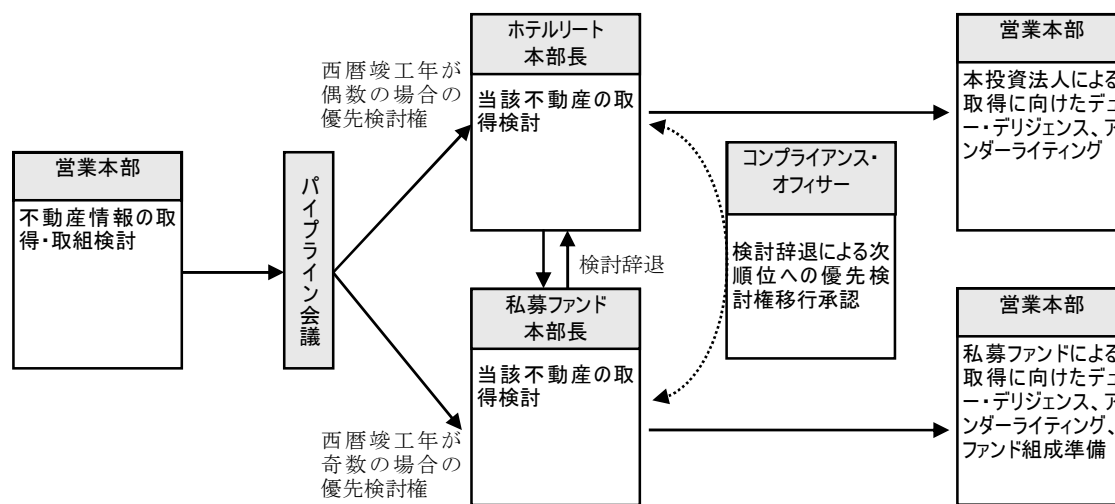 営業本部
不動産情報の取
得・取組検討
パイプライン会議
西暦竣工年が
偶数の場合の
優先検討権
西暦竣工年が
奇数の場合の
優先検討権
ホテルリート
本部長
当該不動産の取
得検討
検討辞退
私募ファンド
本部長
当該不動産の取
得検討
コンプライアンス・
オフィサー
検討辞退による次
順位への優先検
討権移行承認
営業本部
本投資法人による
取得に向けたデュ
ー・デリジェンス、ア
ンダーライティング
営業本部
私募ファンドによる
取得に向けたデュ
ー・デリジェンス、ア
ンダーライティング、
ファンド組成準備